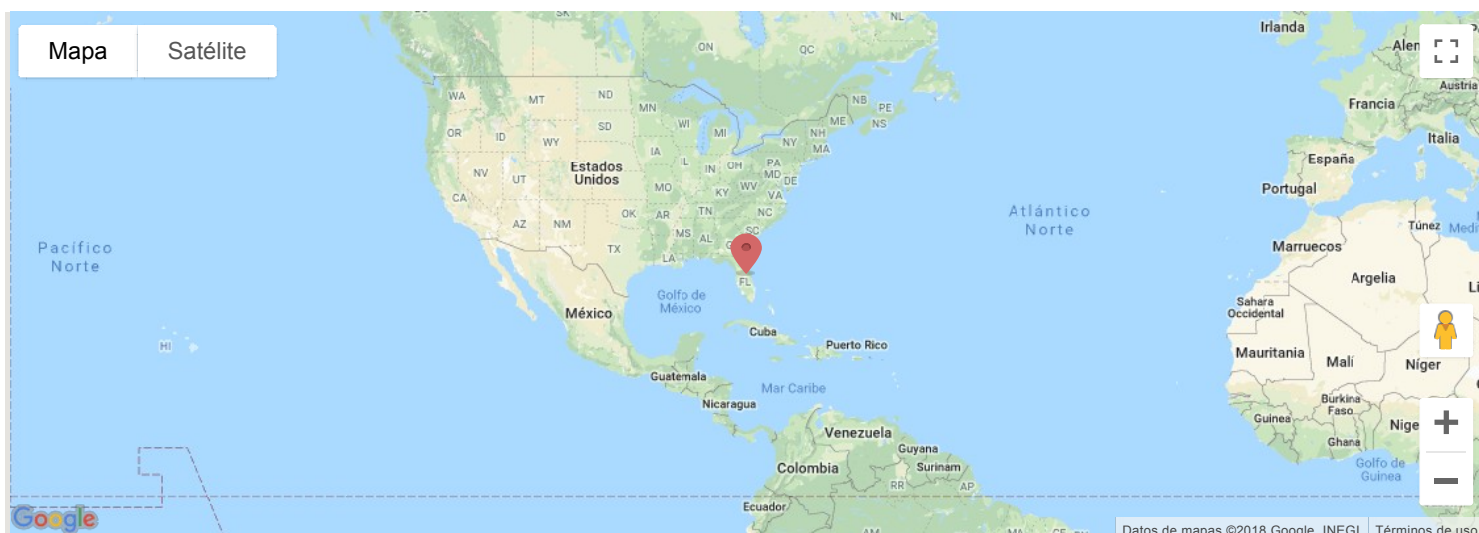 Mapa
Satélite
SK
NL
Irlanda
ON
QC
WA
MT
ND
MN
NB
PE
Austria
OR
ID
SD
WI
MI
ME
NS
Francia
WY
NY
NH
MA
Italia
NV
UT
Estados
Unidos
IA
IL
IN
OH
PA
MD
DE
España
CA
MO
KY
WV
VA
Portugal
AZ
NM
OK
AR
TN
NC
Atlántico
Norte
Pacífico
Norte
TX
MS
AL
SC
LA
Túnez
Marruecos
FL
Argelia
Golfo de
México
México
Sahara
Occidental
Cuba
HI
Puerto Rico
Mauritania
Malí
Níger
Guatemala
Mar Caribe
Nicaragua
Burkina
Faso
Guinea
Venezuela
Guyana
Ghana
Colombia
Surinam
Golfo de
Guinea
RR
AP
Ecuador
Google
AM
Datos de mapas ©2018 Google, INEGI
Términos de uso